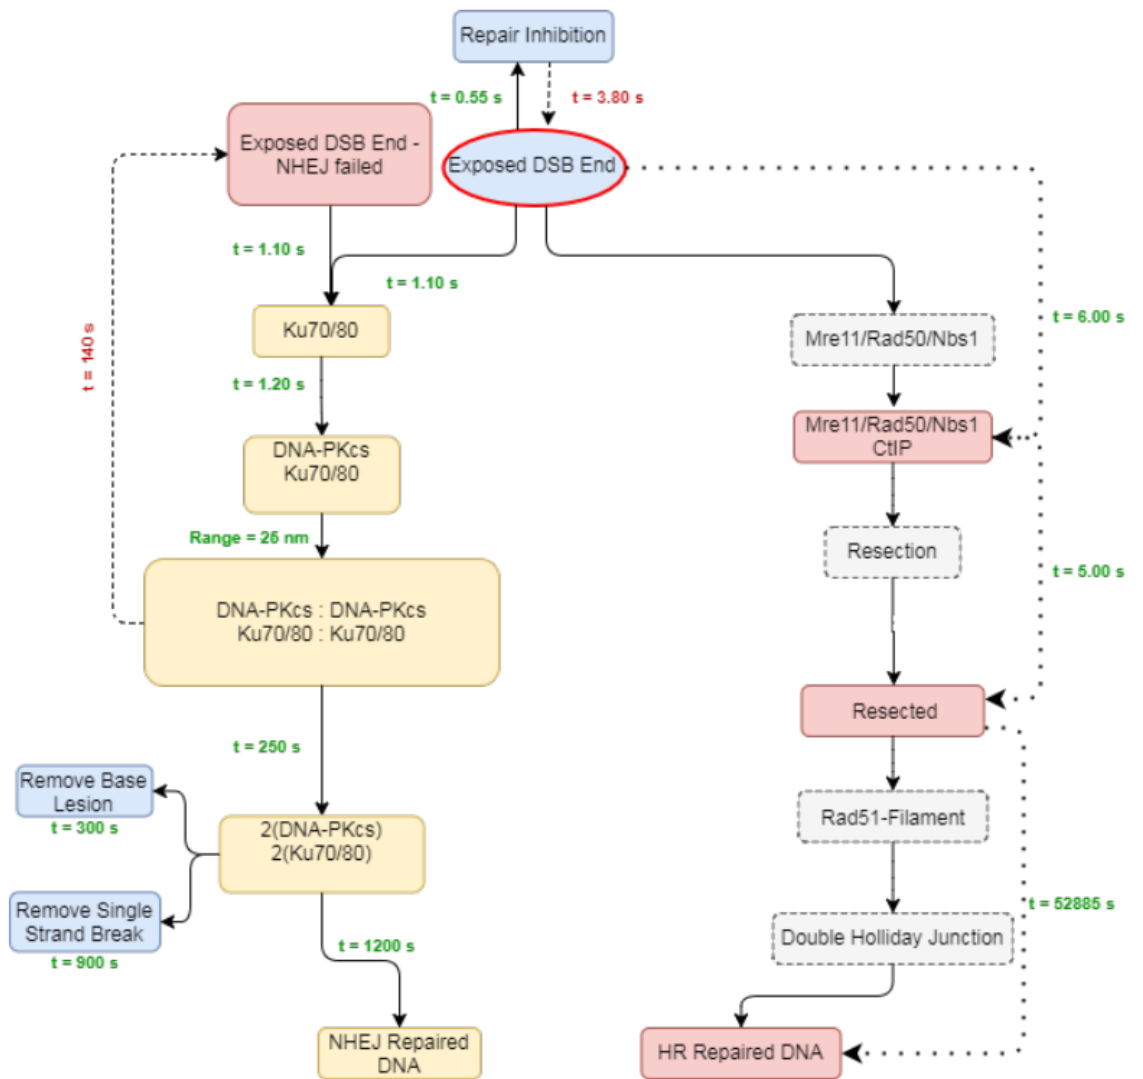 Repair Inhibition
t = 0.55 s
t = 3.80 s
Exposed DSB End -
NHEJ failed
Exposed DSB End
t = 1.10 s
t = 1.10 s
Ku70/80
Mre11/Rad50/Nbs1
t = 6.00 s
t = 140 s
t = 1.20 s
Mre11/Rad50/Nbs1
CtIP
DNA-PKcs
Ku70/80
Range = 25 nm
Resection
t = 5.00 s
DNA-PKcs : DNA-PKcs
Ku70/80 : Ku70/80
Resected
t = 250 s
Remove Base
Lesion
t = 300 s
2(DNA-PKcs)
2(Ku70/80)
Rad51-Filament
Remove Single
Strand Break
t = 900 s
t = 52885 s
t = 1200 s
Double Holliday Junction
NHEJ Repaired
DNA
HR Repaired DNA